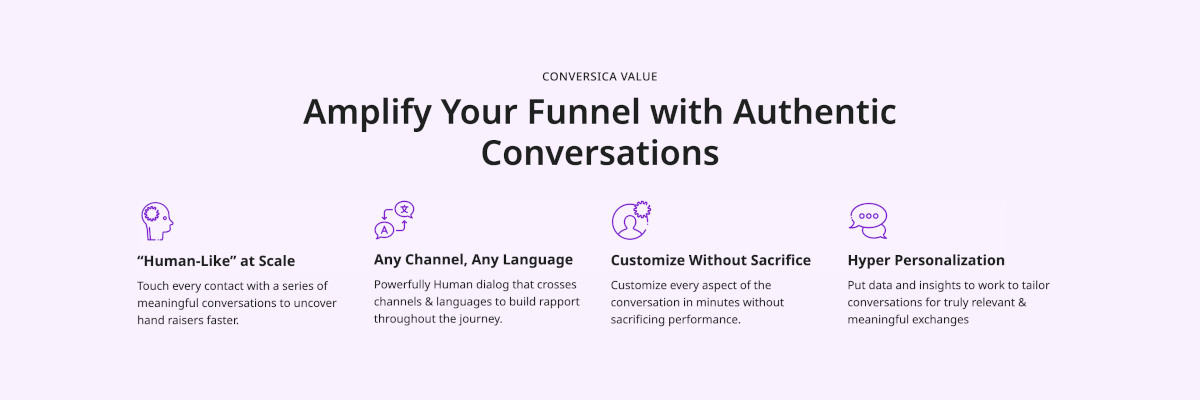 CONVERSICA VALUE
Amplify Your Funnel with Authentic
Conversations
“Human-Like” at Scale
Touch every contact with a series of
meaningful conversations to uncover
hand raisers faster.
Any Channel, Any Language
Powerfully Human dialog that crosses
channels & languages to build rapport
throughout the journey.
Customize Without Sacrifice
Customize every aspect of the
conversation in minutes without
sacrificing performance.
Hyper Personalization
Put data and insights to work to tailor
conversations for truly relevant &
meaningful exchanges